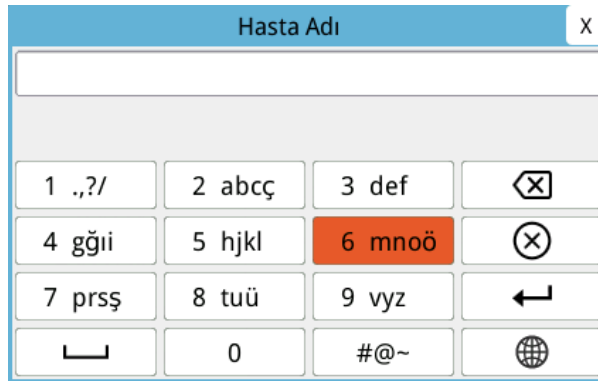 Hasta Adı X
1 .,?/ 2 abcç 3 def
4 gğıi 5 hjkl 6 mnoö
7 prsş 8 tuü 9 vyz
0 #@~